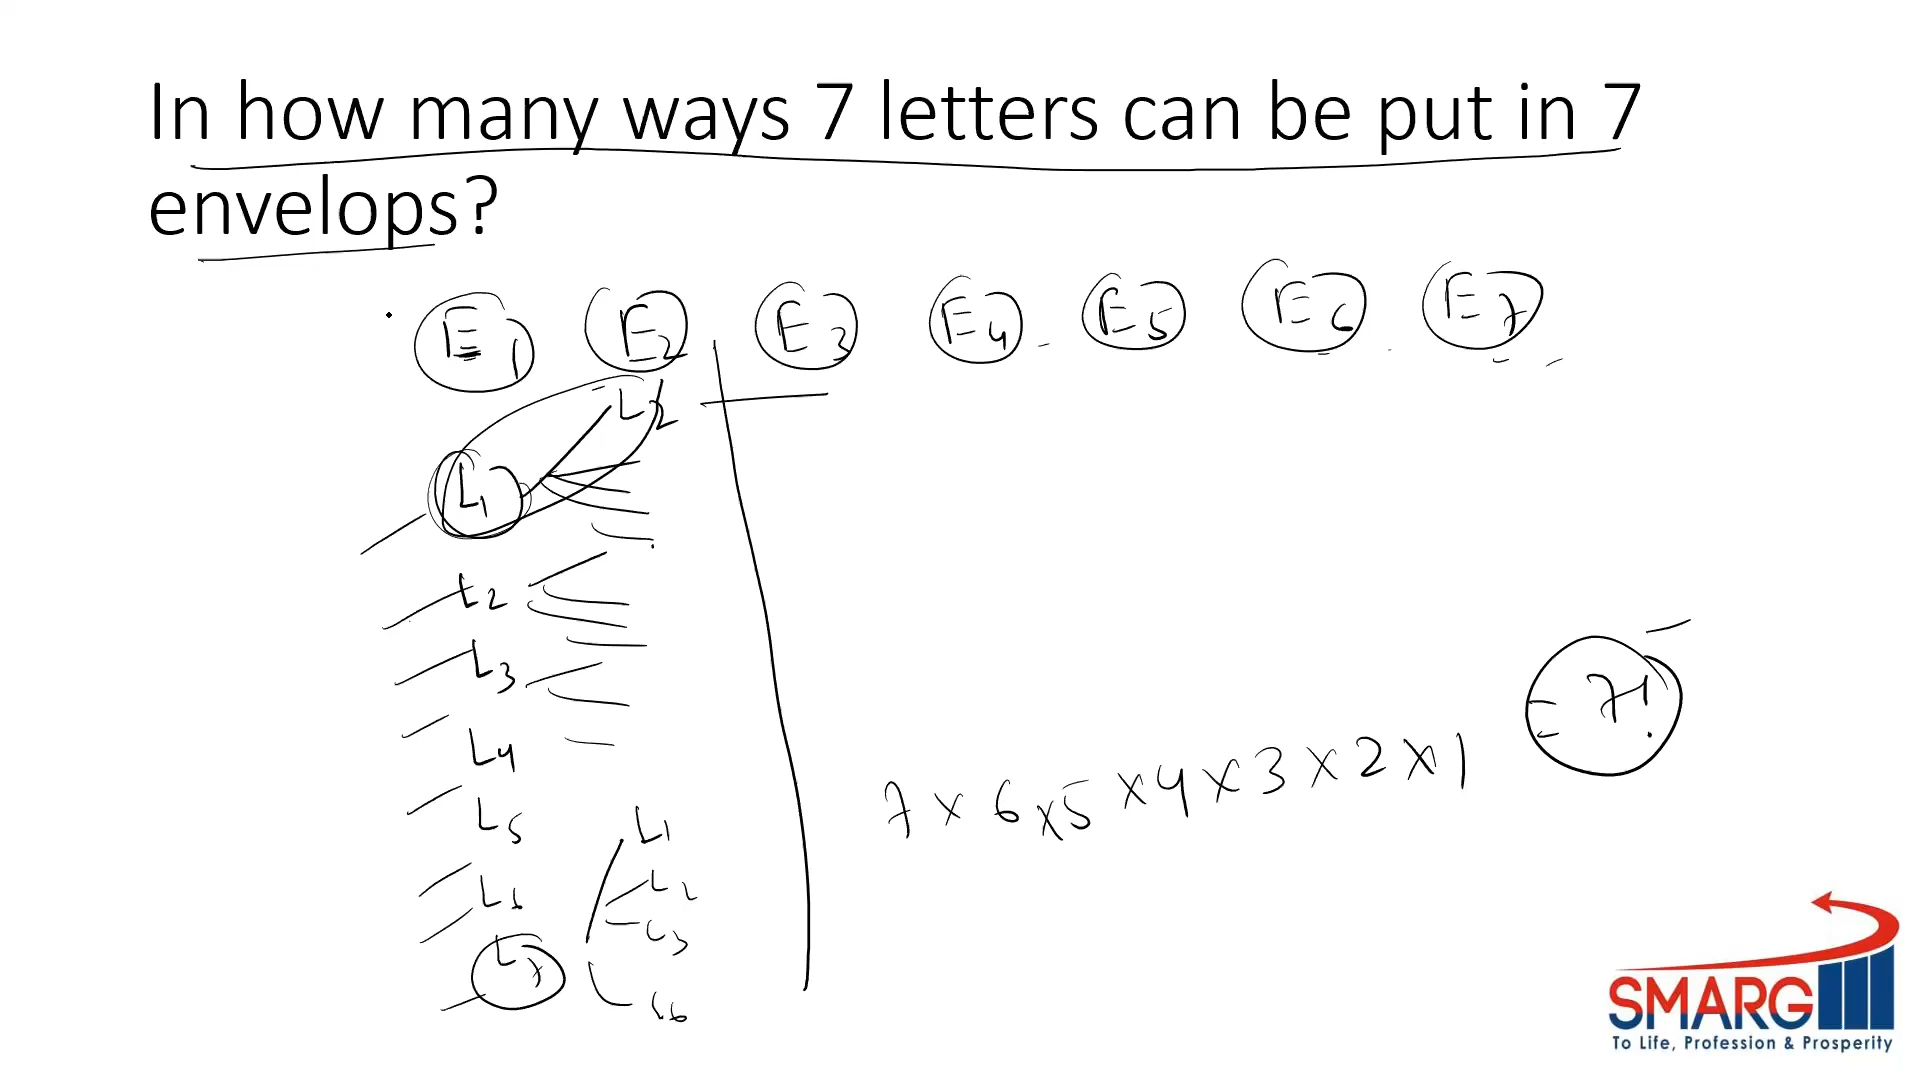 In how many ways 7 letters can be put in 7
envelops?
E1 E2 E3 E4 E5 E6 E7
L2
L1
L2
L3
L4
L5
L6
L7
L1
L2
L3
L6
7 x 6 x 5 x 4 x 3 x 2 x 1
= 7!
SMARG
To Life, Profession & Prosperity